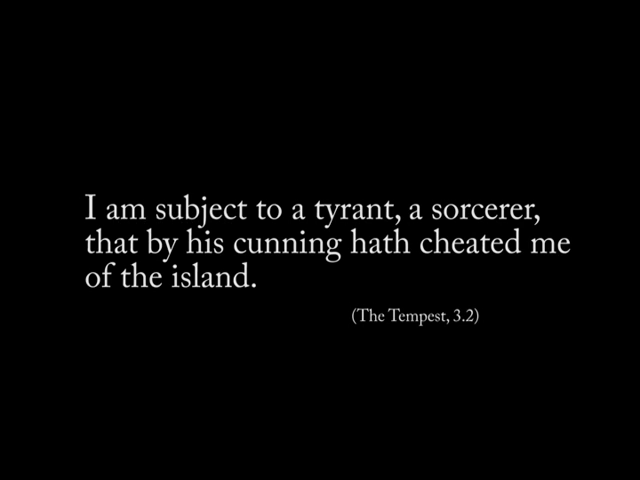 I am subject to a tyrant, a sorcerer,
that by his cunning hath cheated me
of the island.
(The Tempest, 3.2)